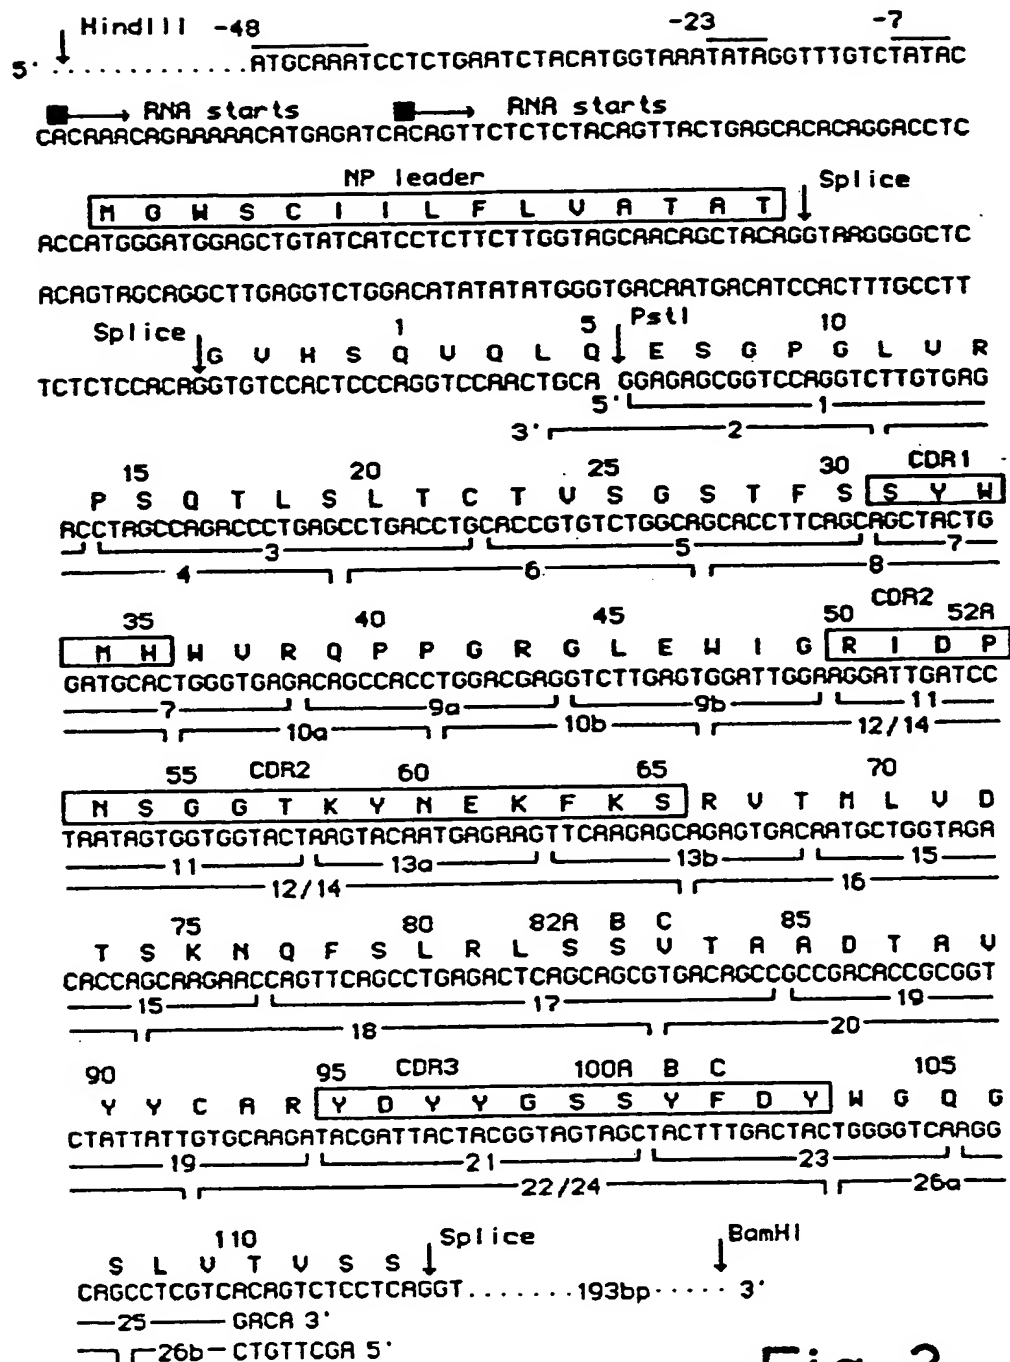 HindIII -48 -23 -7
5' ..........ATGCAAATCCTCTGAATCTACATGGTAAATATAGGTTTGTCTATAC
RNA starts RNA starts
CACAAACAGAAAAACATGAGATCACAGTTCTCTCTACAGTTACTGAGCACACAGGACCTC
NP leader Splice
M G W S C I I L F L V A T A T
ACCATGGGATGGAGCTGTATCATCCTCTTCTTGGTAGCAACAGCTACAGGTAAGGGGCTC
ACAGTAGCAGGCTTGAGGTCTGGACATATATATGGGTGACAATGACATCCACTTTGCCTT
Splice 1 5 PstI 10
G V H S Q V Q L Q E S G P G L V R
TCTCTCCACAGGTGTCCACTCCCAGGTCCAACTGCA GGAGAGCGGTCCAGGTCTTGTGAG
5' 1
3' 2
15 20 25 30 CDR1
P S Q T L S L T C T V S G S T F S S Y W
ACCTAGCCAGACCCTGAGCCTGACCTGCACCGTGTCTGGCAGCACCTTCAGCAGCTACTG
3 5 7
4 6 8
35 40 45 50 CDR2 52A
M H W V R Q P P G R G L E W I G R I D P
GATGCACTGGGTGAGACAGCCACCTGGACGAGGTCTTGAGTGGATTGGAAGGATTGATCC
7 9a 9b 11
10a 10b 12/14
55 CDR2 60 65 70
N S G G T K Y N E K F K S R V T M L V D
TAATAGTGGTGGTACTAAGTACAATGAGAAGTTCAAGAGCAGAGTGACAATGCTGGTAGA
11 13a 13b 15
12/14 16
75 80 82A B C 85
T S K N Q F S L R L S S V T A A D T A V
CACCAGCAAGAACCAGTTCAGCCTGAGACTCAGCAGCGTGACAGCCGCCGACACCGCGGT
15 17 19
18 20
90 95 CDR3 100A B C 105
Y Y C A R Y D Y Y G S S Y F D Y W G Q G
CTATTATTGTGCAAGATACGATTACTACGGTAGTAGCTACTTTGACTACTGGGGTCAAGG
19 21 23
22/24 26a
110 Splice BamHI
S L V T V S S
CAGCCTCGTCACAGTCTCCTCAGGT.......193bp..... 3'
25 GACA 3'
26b CTGTTCGA 5'